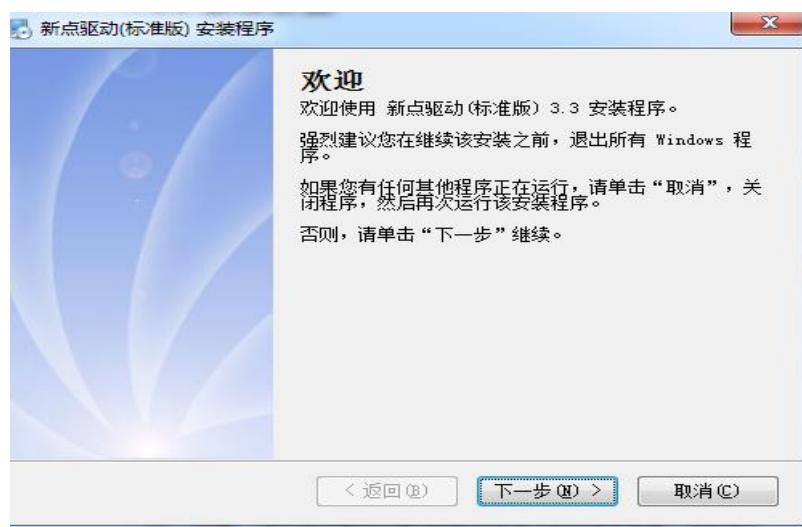 新点驱动(标准版) 安装程序
欢迎
欢迎使用 新点驱动(标准版) 3.3 安装程序。
强烈建议您在继续该安装之前，退出所有 Windows 程
序。
如果您有任何其他程序正在运行，请单击“取消”，关
闭程序，然后再次运行该安装程序。
否则，请单击“下一步”继续。
< 返回(B) 下一步(N) > 取消(C)